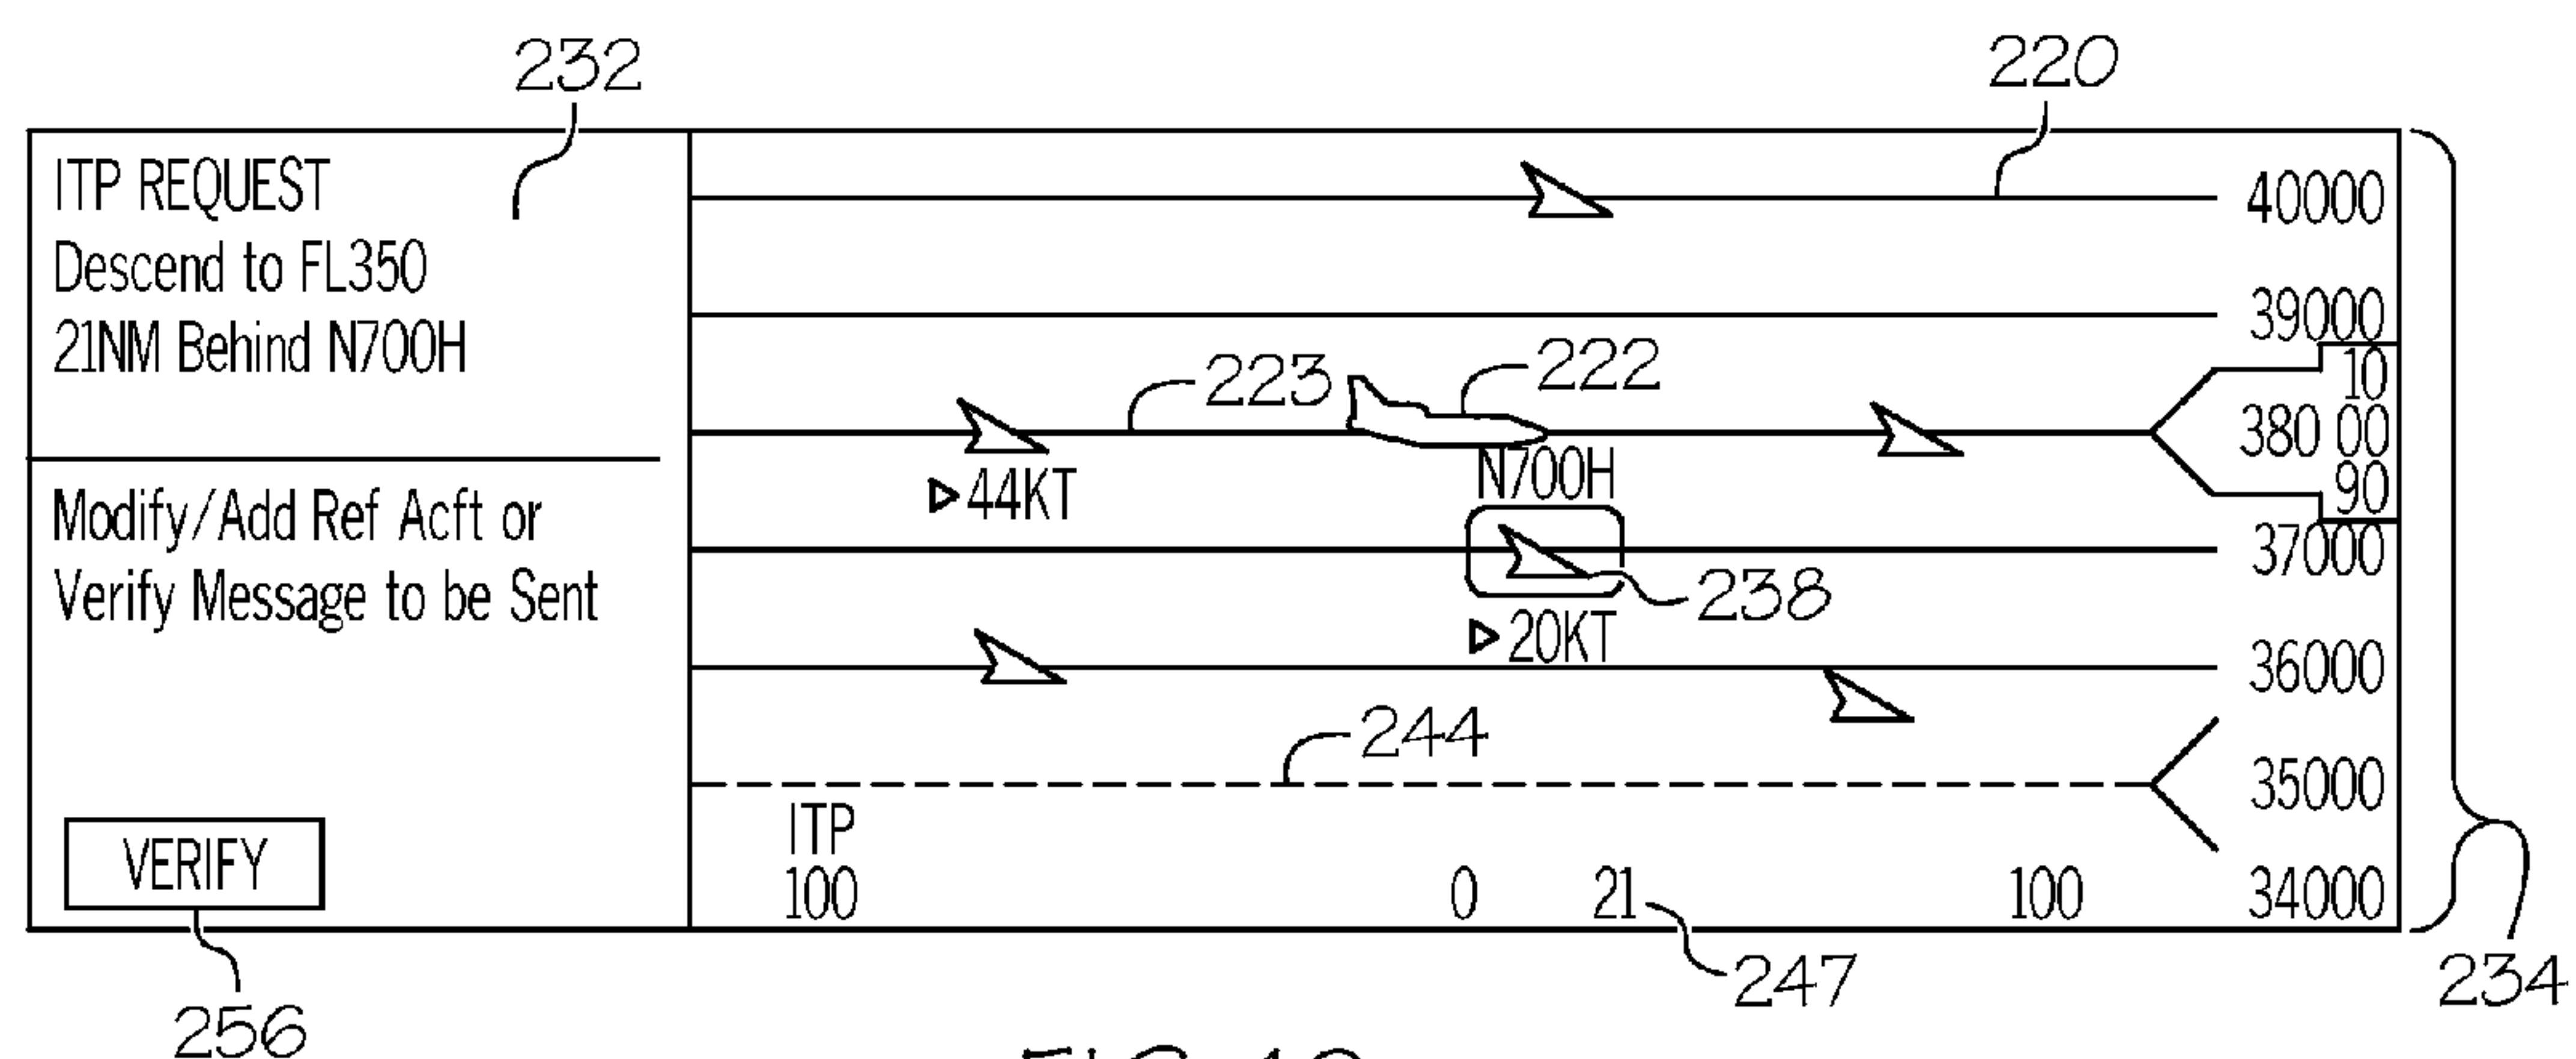 232
220
ITP REQUEST
Descend to FL350
21NM Behind N700H
Modify/Add Ref Acft or
Verify Message to be Sent
VERIFY
256
40000
39000
223
222
10
380 00
90
44KT
N700H
37000
238
20KT
36000
244
35000
ITP
100
0
21
100
34000
247
234